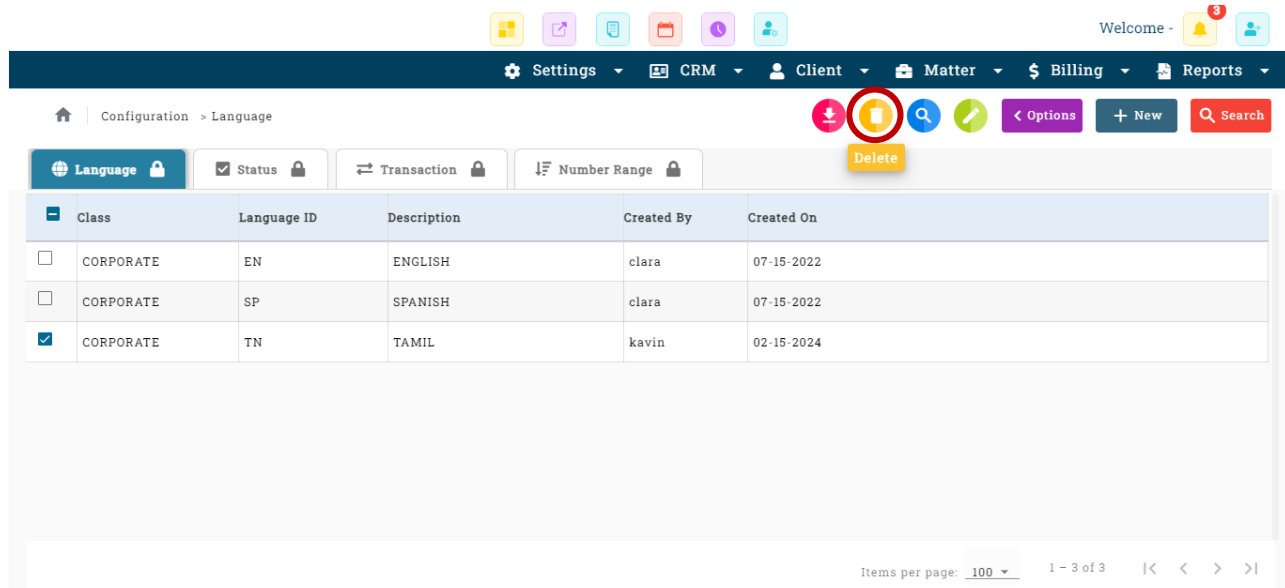 3
Welcome -
Settings CRM Client Matter $ Billing Reports
Configuration > Language
Options + New Search
Delete
Language Status Transaction Number Range
Class Language ID Description Created By Created On
CORPORATE EN ENGLISH clara 07-15-2022
CORPORATE SP SPANISH clara 07-15-2022
CORPORATE TN TAMIL kavin 02-15-2024
Items per page: 100 1 – 3 of 3